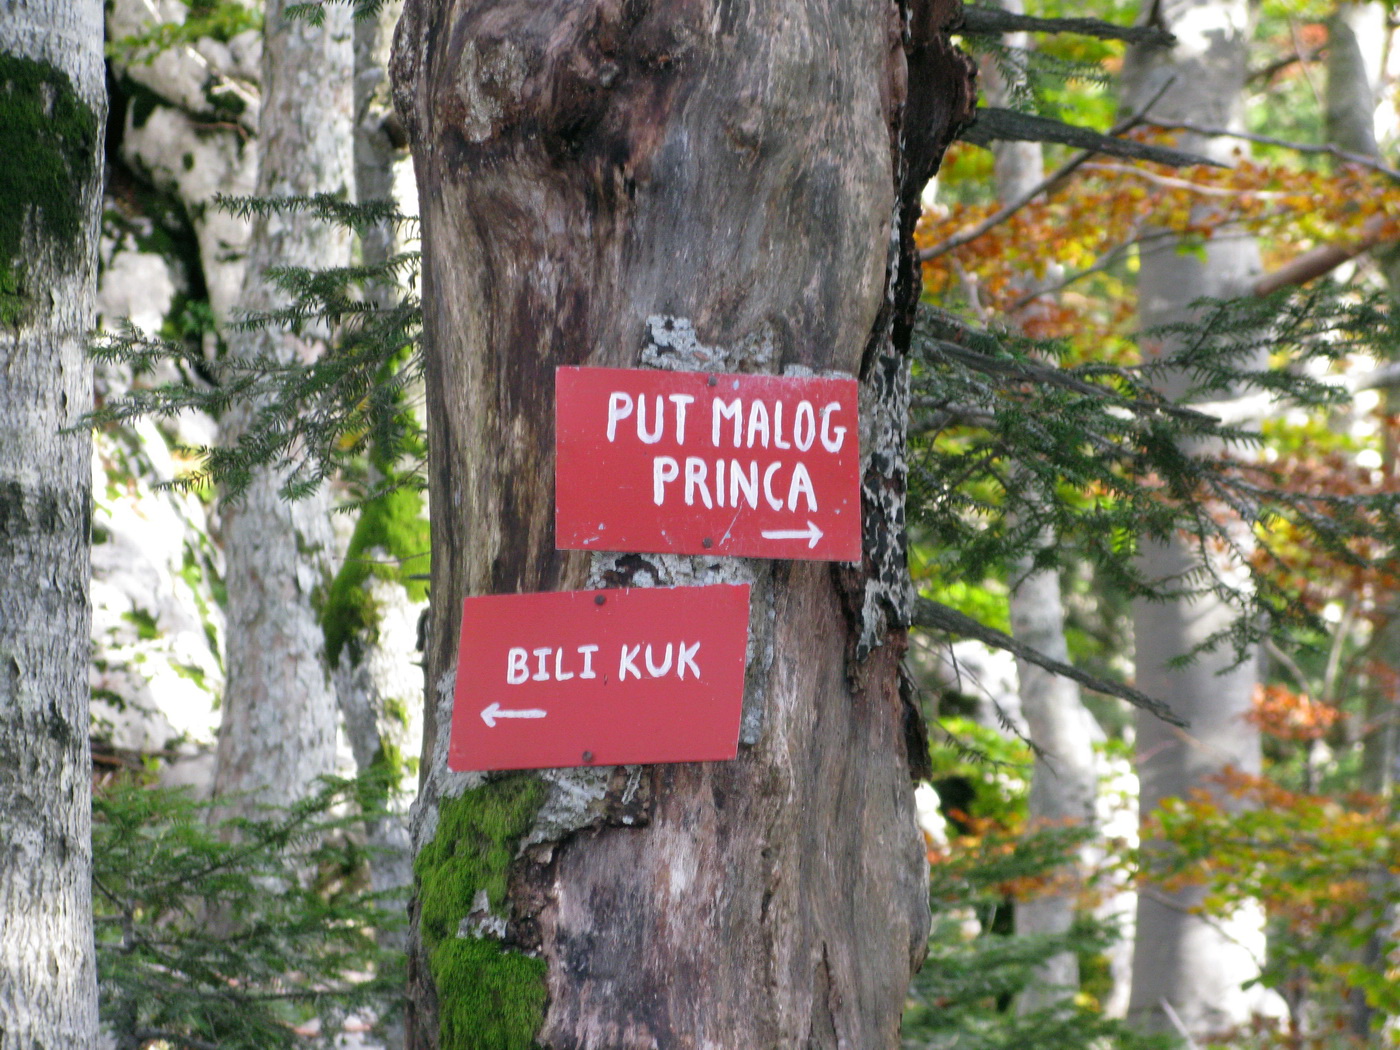 PUT MALOG
PRINCA
→
BILI KUK
←